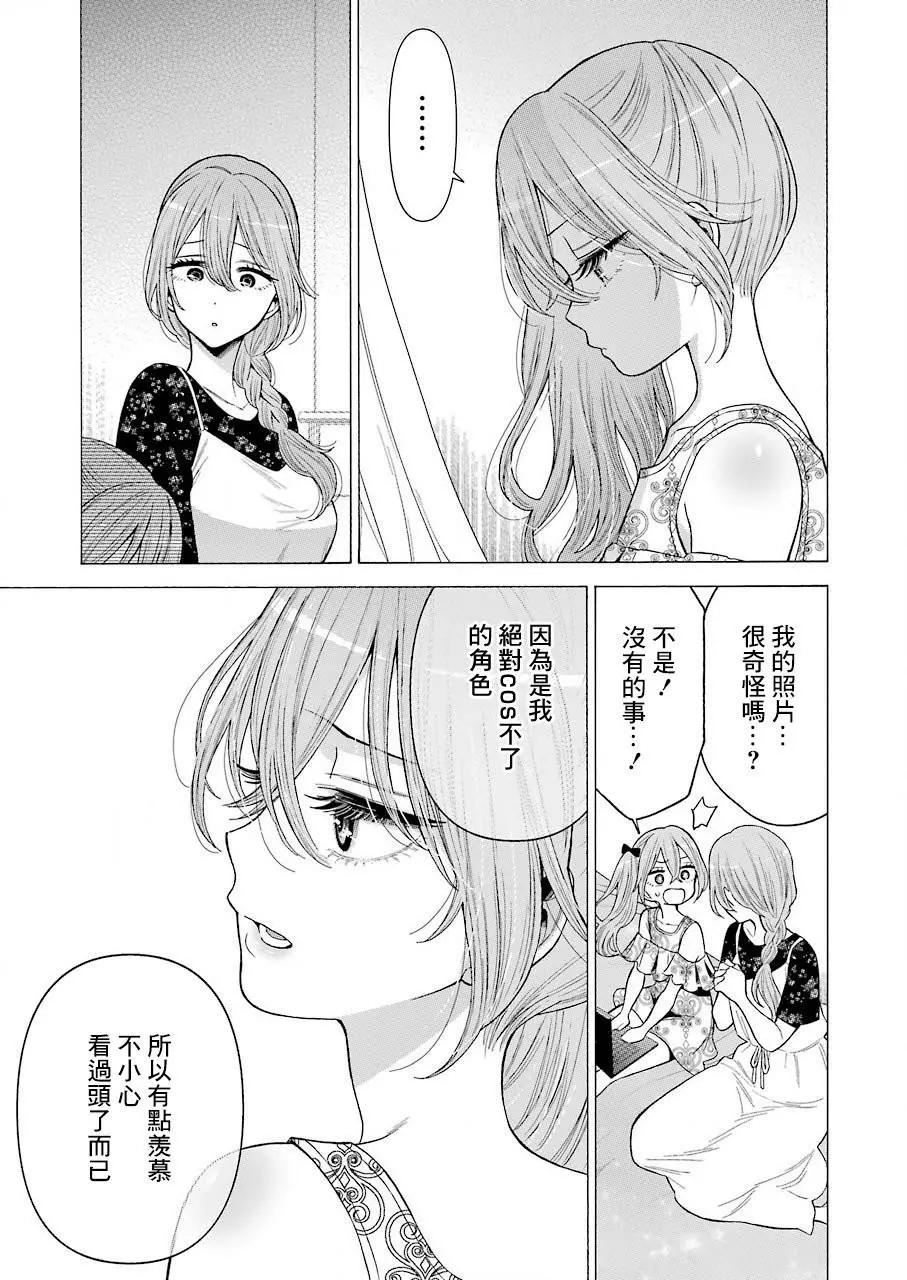 ……
我的照片…
很奇怪嗎…?
不是!
沒有的事…!
因為是我
絕對cos不了
的角色
所以有點羨慕
不小心
看過頭了而已